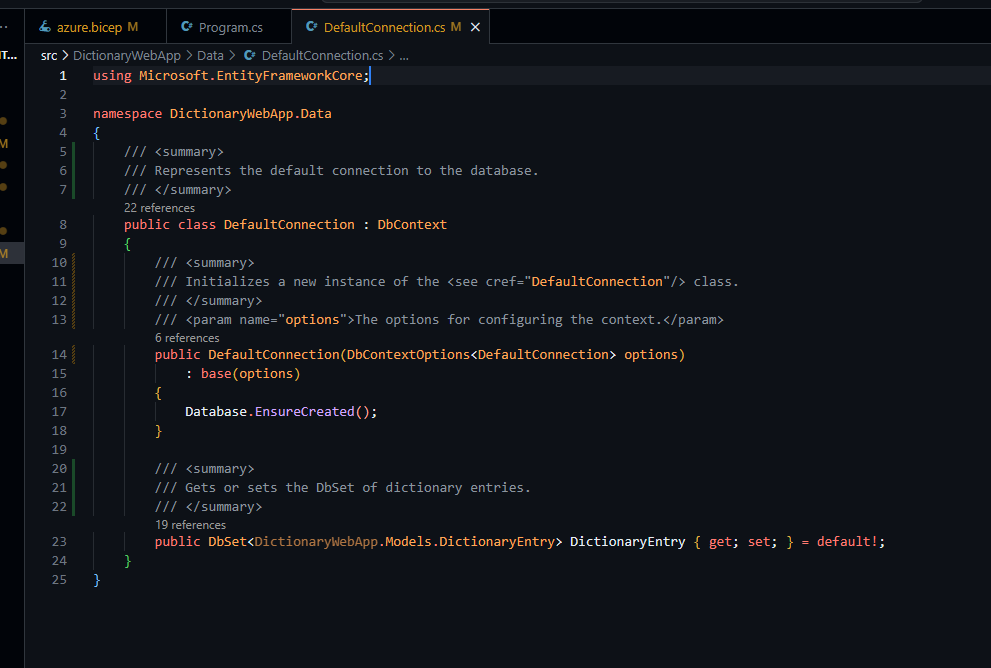 azure.bicep M
Program.cs
DefaultConnection.cs M
src > DictionaryWebApp > Data > DefaultConnection.cs > ...
1 using Microsoft.EntityFrameworkCore;
2
3 namespace DictionaryWebApp.Data
4 {
5 /// <summary>
6 /// Represents the default connection to the database.
7 /// </summary>
22 references
8 public class DefaultConnection : DbContext
9 {
10 /// <summary>
11 /// Initializes a new instance of the <see cref="DefaultConnection"/> class.
12 /// </summary>
13 /// <param name="options">The options for configuring the context.</param>
6 references
14 public DefaultConnection(DbContextOptions<DefaultConnection> options)
15 : base(options)
16 {
17 Database.EnsureCreated();
18 }
19
20 /// <summary>
21 /// Gets or sets the DbSet of dictionary entries.
22 /// </summary>
19 references
23 public DbSet<DictionaryWebApp.Models.DictionaryEntry> DictionaryEntry { get; set; } = default!;
24 }
25 }